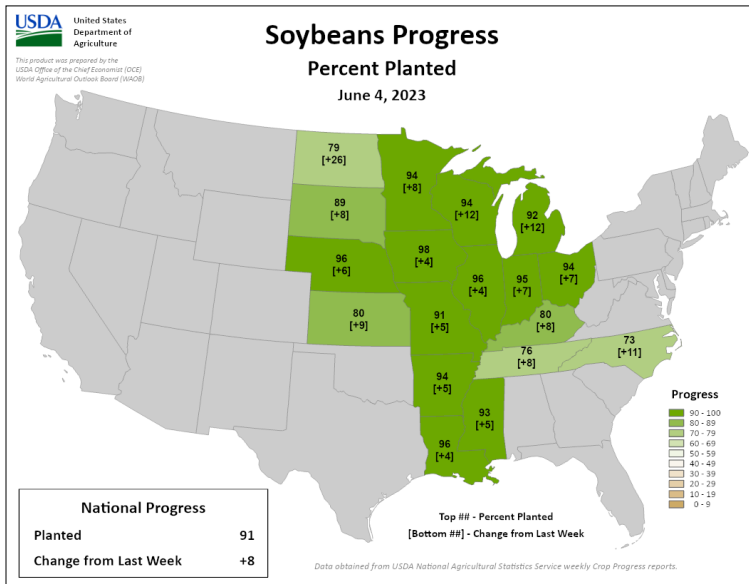 USDA
United States
Department of
Agriculture
This product was prepared by the
USDA Office of the Chief Economist (OCE)
World Agricultural Outlook Board (WAOB)
Soybeans Progress
Percent Planted
June 4, 2023
79
[+26]
94
[+8]
94
[+12]
92
[+12]
89
[+8]
98
[+4]
96
[+6]
96
[+4]
95
[+7]
94
[+7]
80
[+9]
91
[+5]
80
[+8]
76
[+8]
73
[+11]
94
[+5]
93
[+5]
96
[+4]
Progress
90 - 100
80 - 89
70 - 79
60 - 69
50 - 59
40 - 49
30 - 39
20 - 29
10 - 19
0 - 9
National Progress
Planted 91
Change from Last Week +8
Top ## - Percent Planted
[Bottom ##] - Change from Last Week
Data obtained from USDA National Agricultural Statistics Service weekly Crop Progress reports.